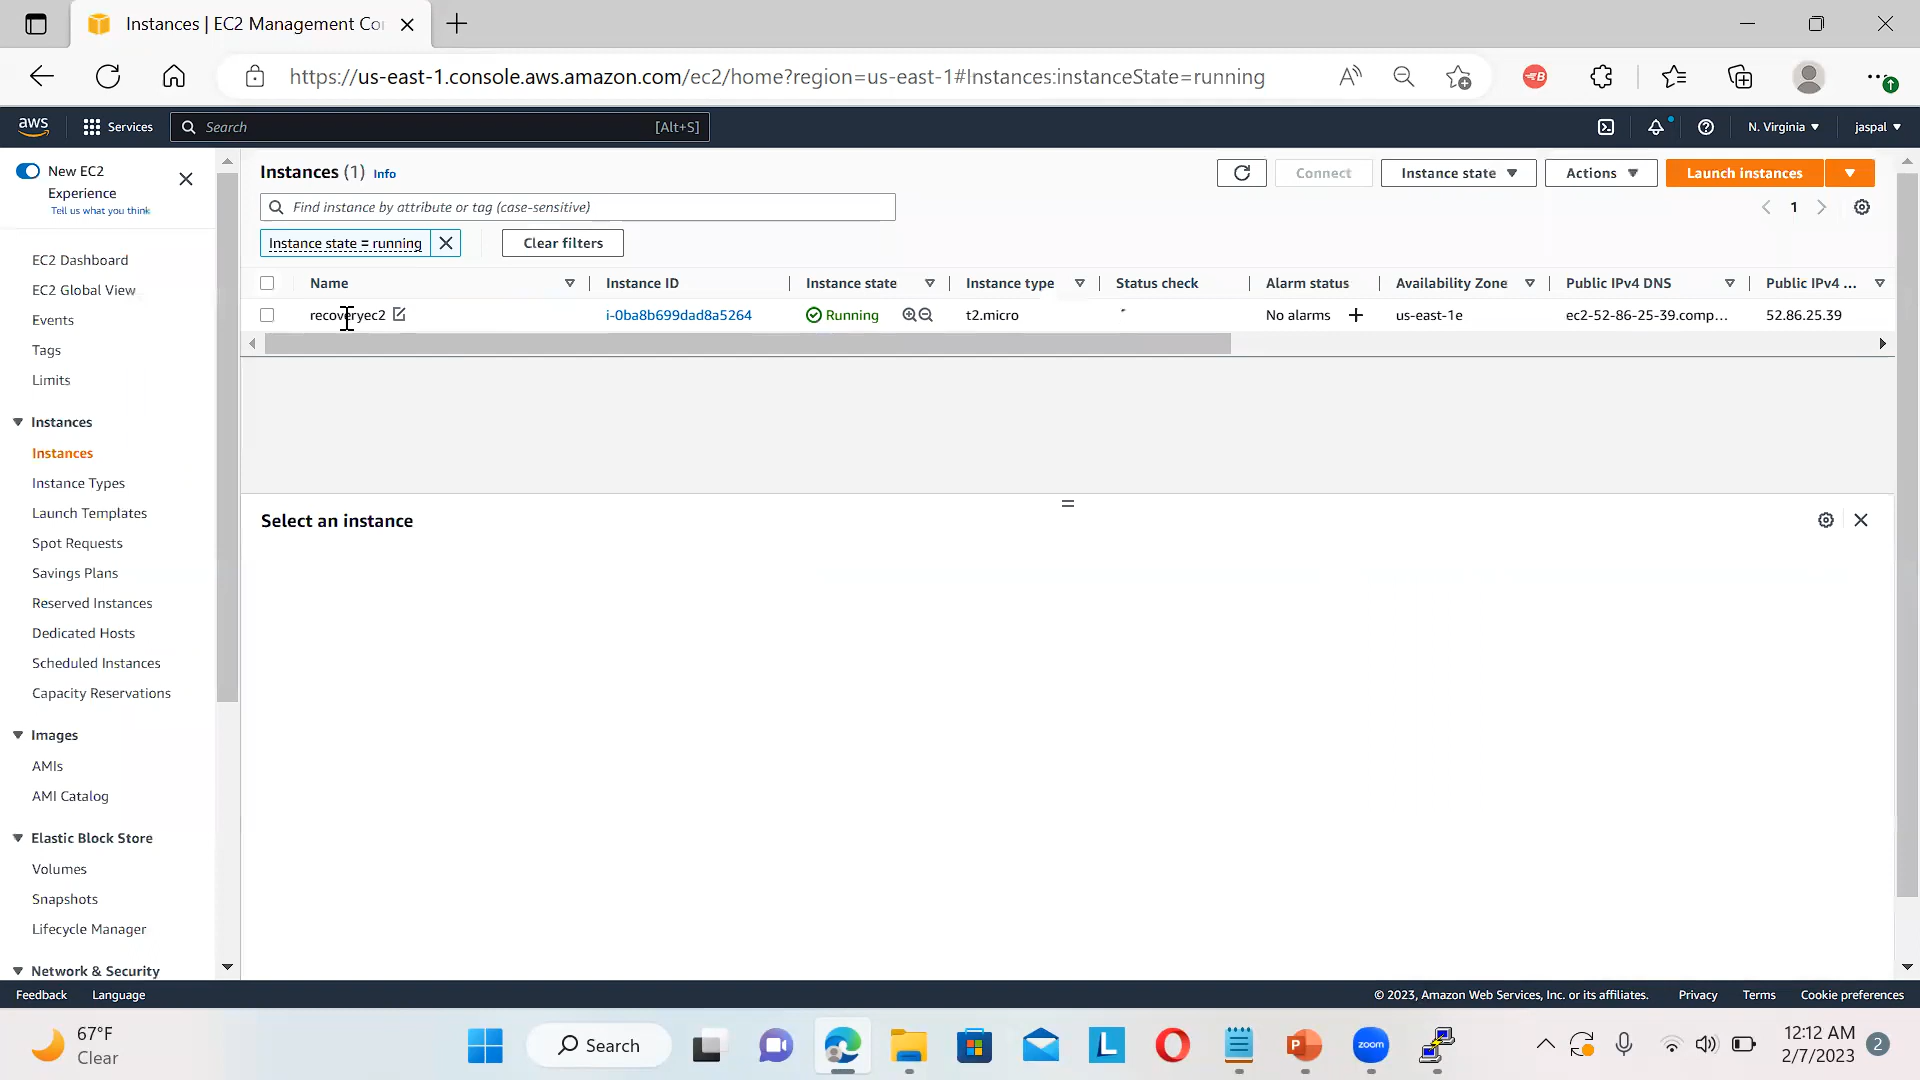 Instances | EC2 Management Co
https://us-east-1.console.aws.amazon.com/ec2/home?region=us-east-1#Instances:instanceState=running
aws Services Search [Alt+S] N. Virginia jaspal
New EC2
Experience
Tell us what you think
EC2 Dashboard
EC2 Global View
Events
Tags
Limits
Instances
Instances
Instance Types
Launch Templates
Spot Requests
Savings Plans
Reserved Instances
Dedicated Hosts
Scheduled Instances
Capacity Reservations
Images
AMIs
AMI Catalog
Elastic Block Store
Volumes
Snapshots
Lifecycle Manager
Network & Security
Instances (1) Info
Connect Instance state Actions Launch instances
Find instance by attribute or tag (case-sensitive)
1
Instance state = running Clear filters
Name Instance ID Instance state Instance type Status check Alarm status Availability Zone Public IPv4 DNS Public IPv4 ...
recoveryec2 i-0ba8b699dad8a5264 Running t2.micro - No alarms us-east-1e ec2-52-86-25-39.comp... 52.86.25.39
Select an instance
Feedback Language © 2023, Amazon Web Services, Inc. or its affiliates. Privacy Terms Cookie preferences
67°F
Clear
Search
zoom
12:12 AM
2/7/2023
2